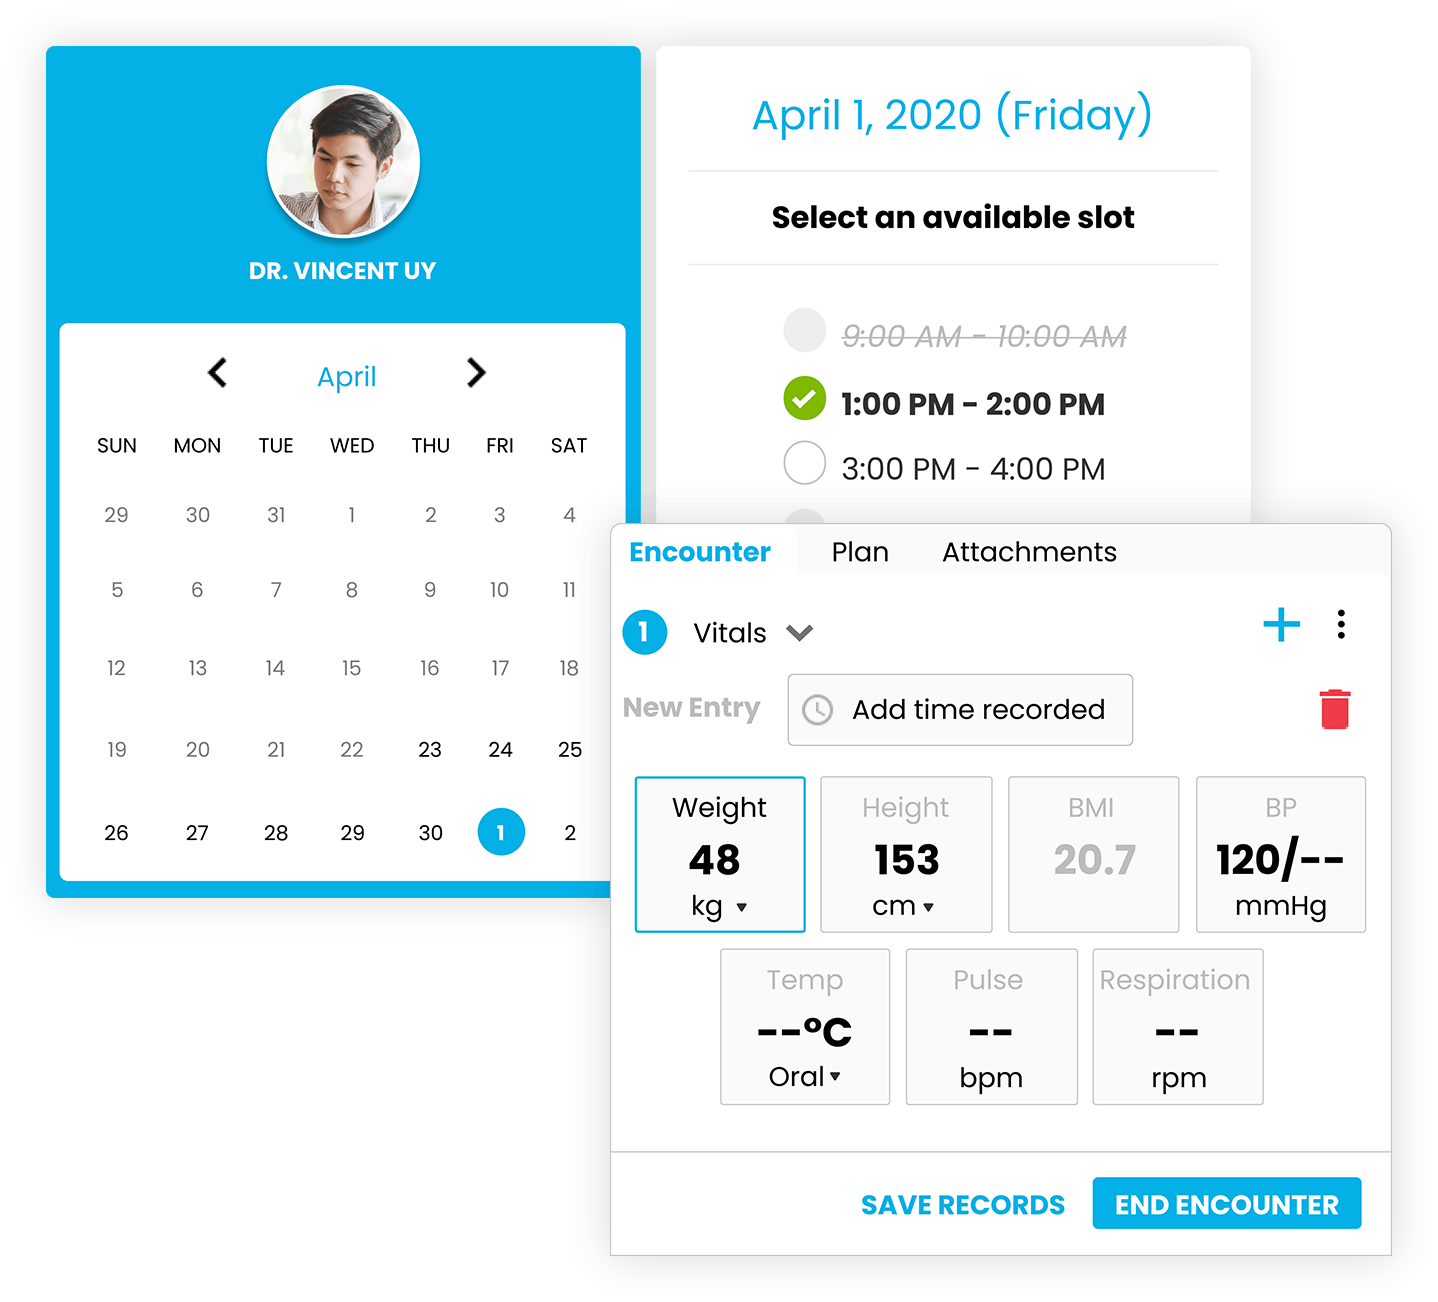 DR. VINCENT UY
April
SUN MON TUE WED THU FRI SAT
29 30 31 1 2 3 4
5 6 7 8 9 10 11
12 13 14 15 16 17 18
19 20 21 22 23 24 25
26 27 28 29 30 1 2
April 1, 2020 (Friday)
Select an available slot
9:00 AM - 10:00 AM
1:00 PM - 2:00 PM
3:00 PM - 4:00 PM
Encounter Plan Attachments
1 Vitals
New Entry Add time recorded
Weight Height BMI BP
48 153 20.7 120/--
kg cm mmHg
Temp Pulse Respiration
--°C -- --
Oral bpm rpm
SAVE RECORDS END ENCOUNTER